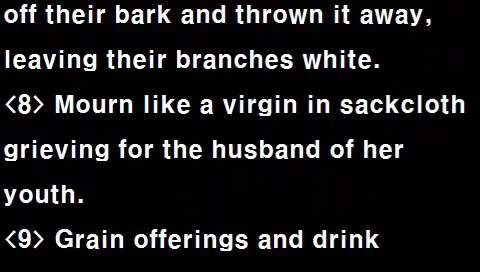 off their bark and thrown it away,
leaving their branches white.
<8> Mourn like a virgin in sackcloth
grieving for the husband of her
youth.
<9> Grain offerings and drink